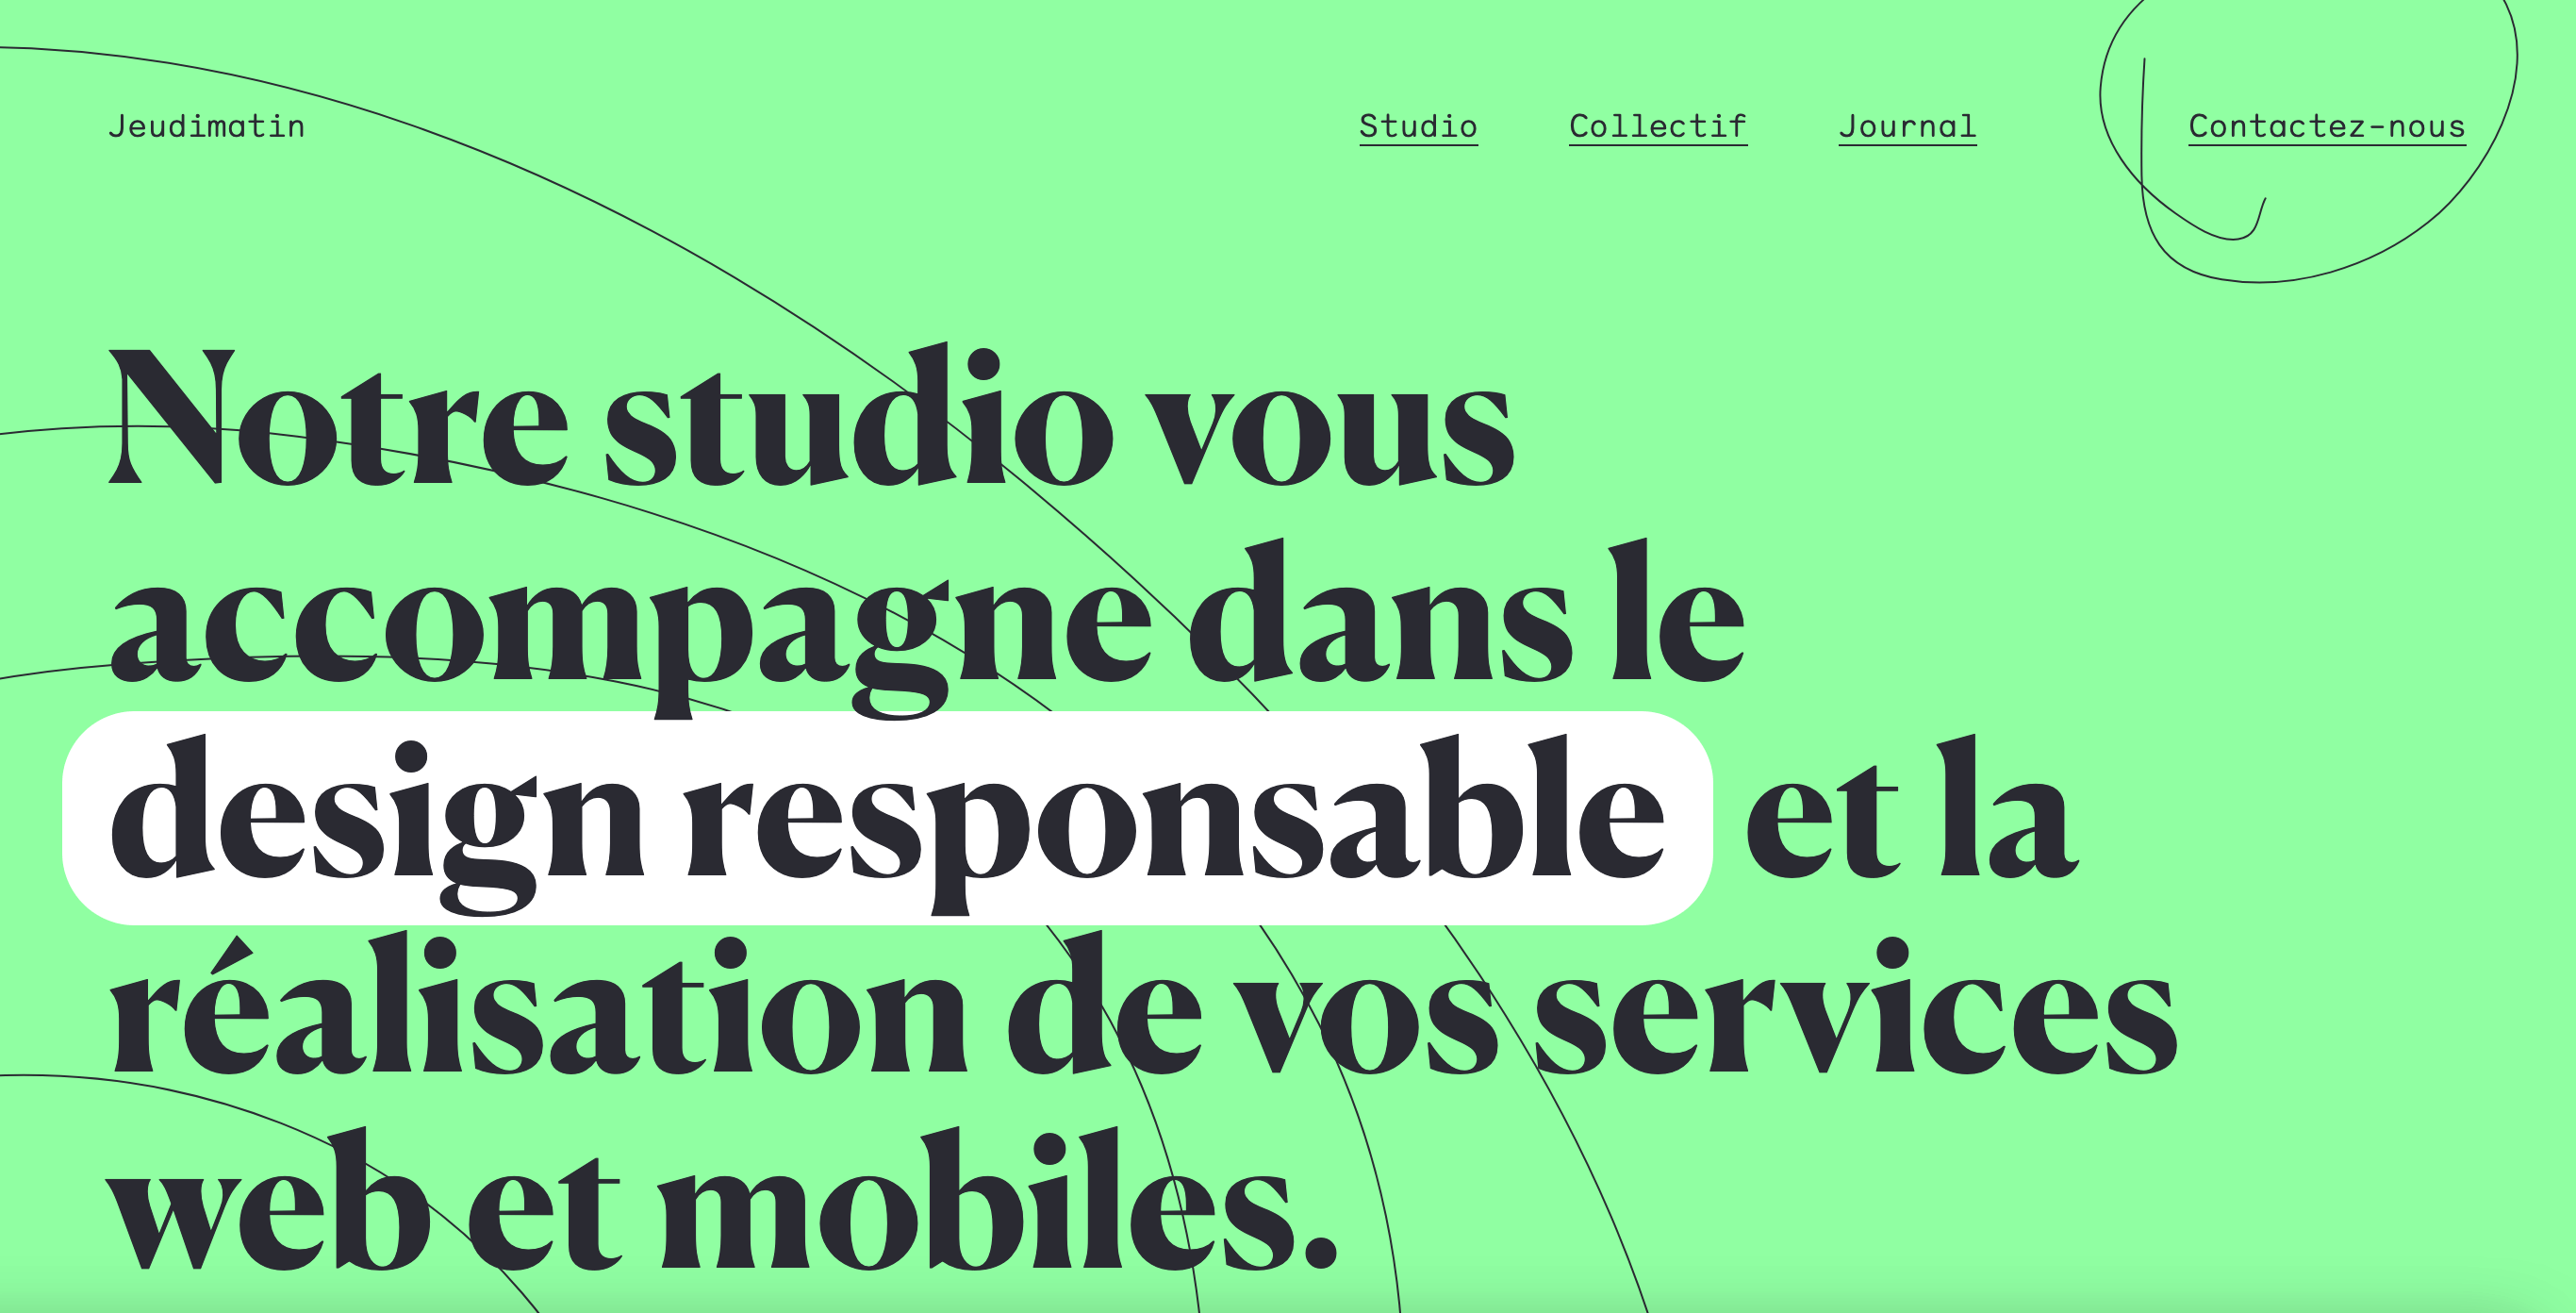 Jeudimatin
Studio
Collectif
Journal
Contactez-nous
Notre studio vous
accompagne dans le
design responsable et la
réalisation de vos services
web et mobiles.